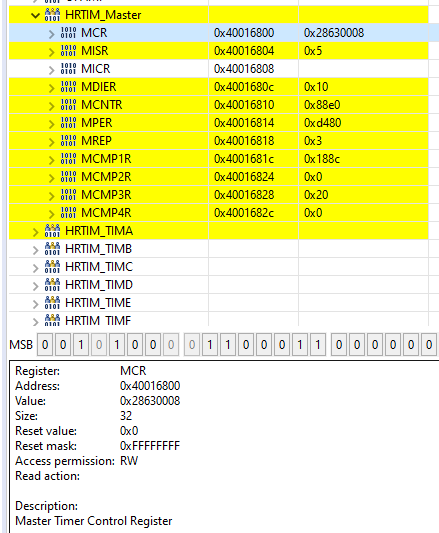 HRTIM_Master
MCR 0x40016800 0x28630008
MISR 0x40016804 0x5
MICR 0x40016808
MDIER 0x4001680c 0x10
MCNTR 0x40016810 0x88e0
MPER 0x40016814 0xd480
MREP 0x40016818 0x3
MCMP1R 0x4001681c 0x188c
MCMP2R 0x40016824 0x0
MCMP3R 0x40016828 0x20
MCMP4R 0x4001682c 0x0
HRTIM_TIMA
HRTIM_TIMB
HRTIM_TIMC
HRTIM_TIMD
HRTIM_TIME
HRTIM_TIMF
MSB 0 0 1 0 1 0 0 0 0 1 1 0 0 0 1 1 0 0 0 0 0 0
Register: MCR
Address: 0x40016800
Value: 0x28630008
Size: 32
Reset value: 0x0
Reset mask: 0xFFFFFFFF
Access permission: RW
Read action:
Description:
Master Timer Control Register